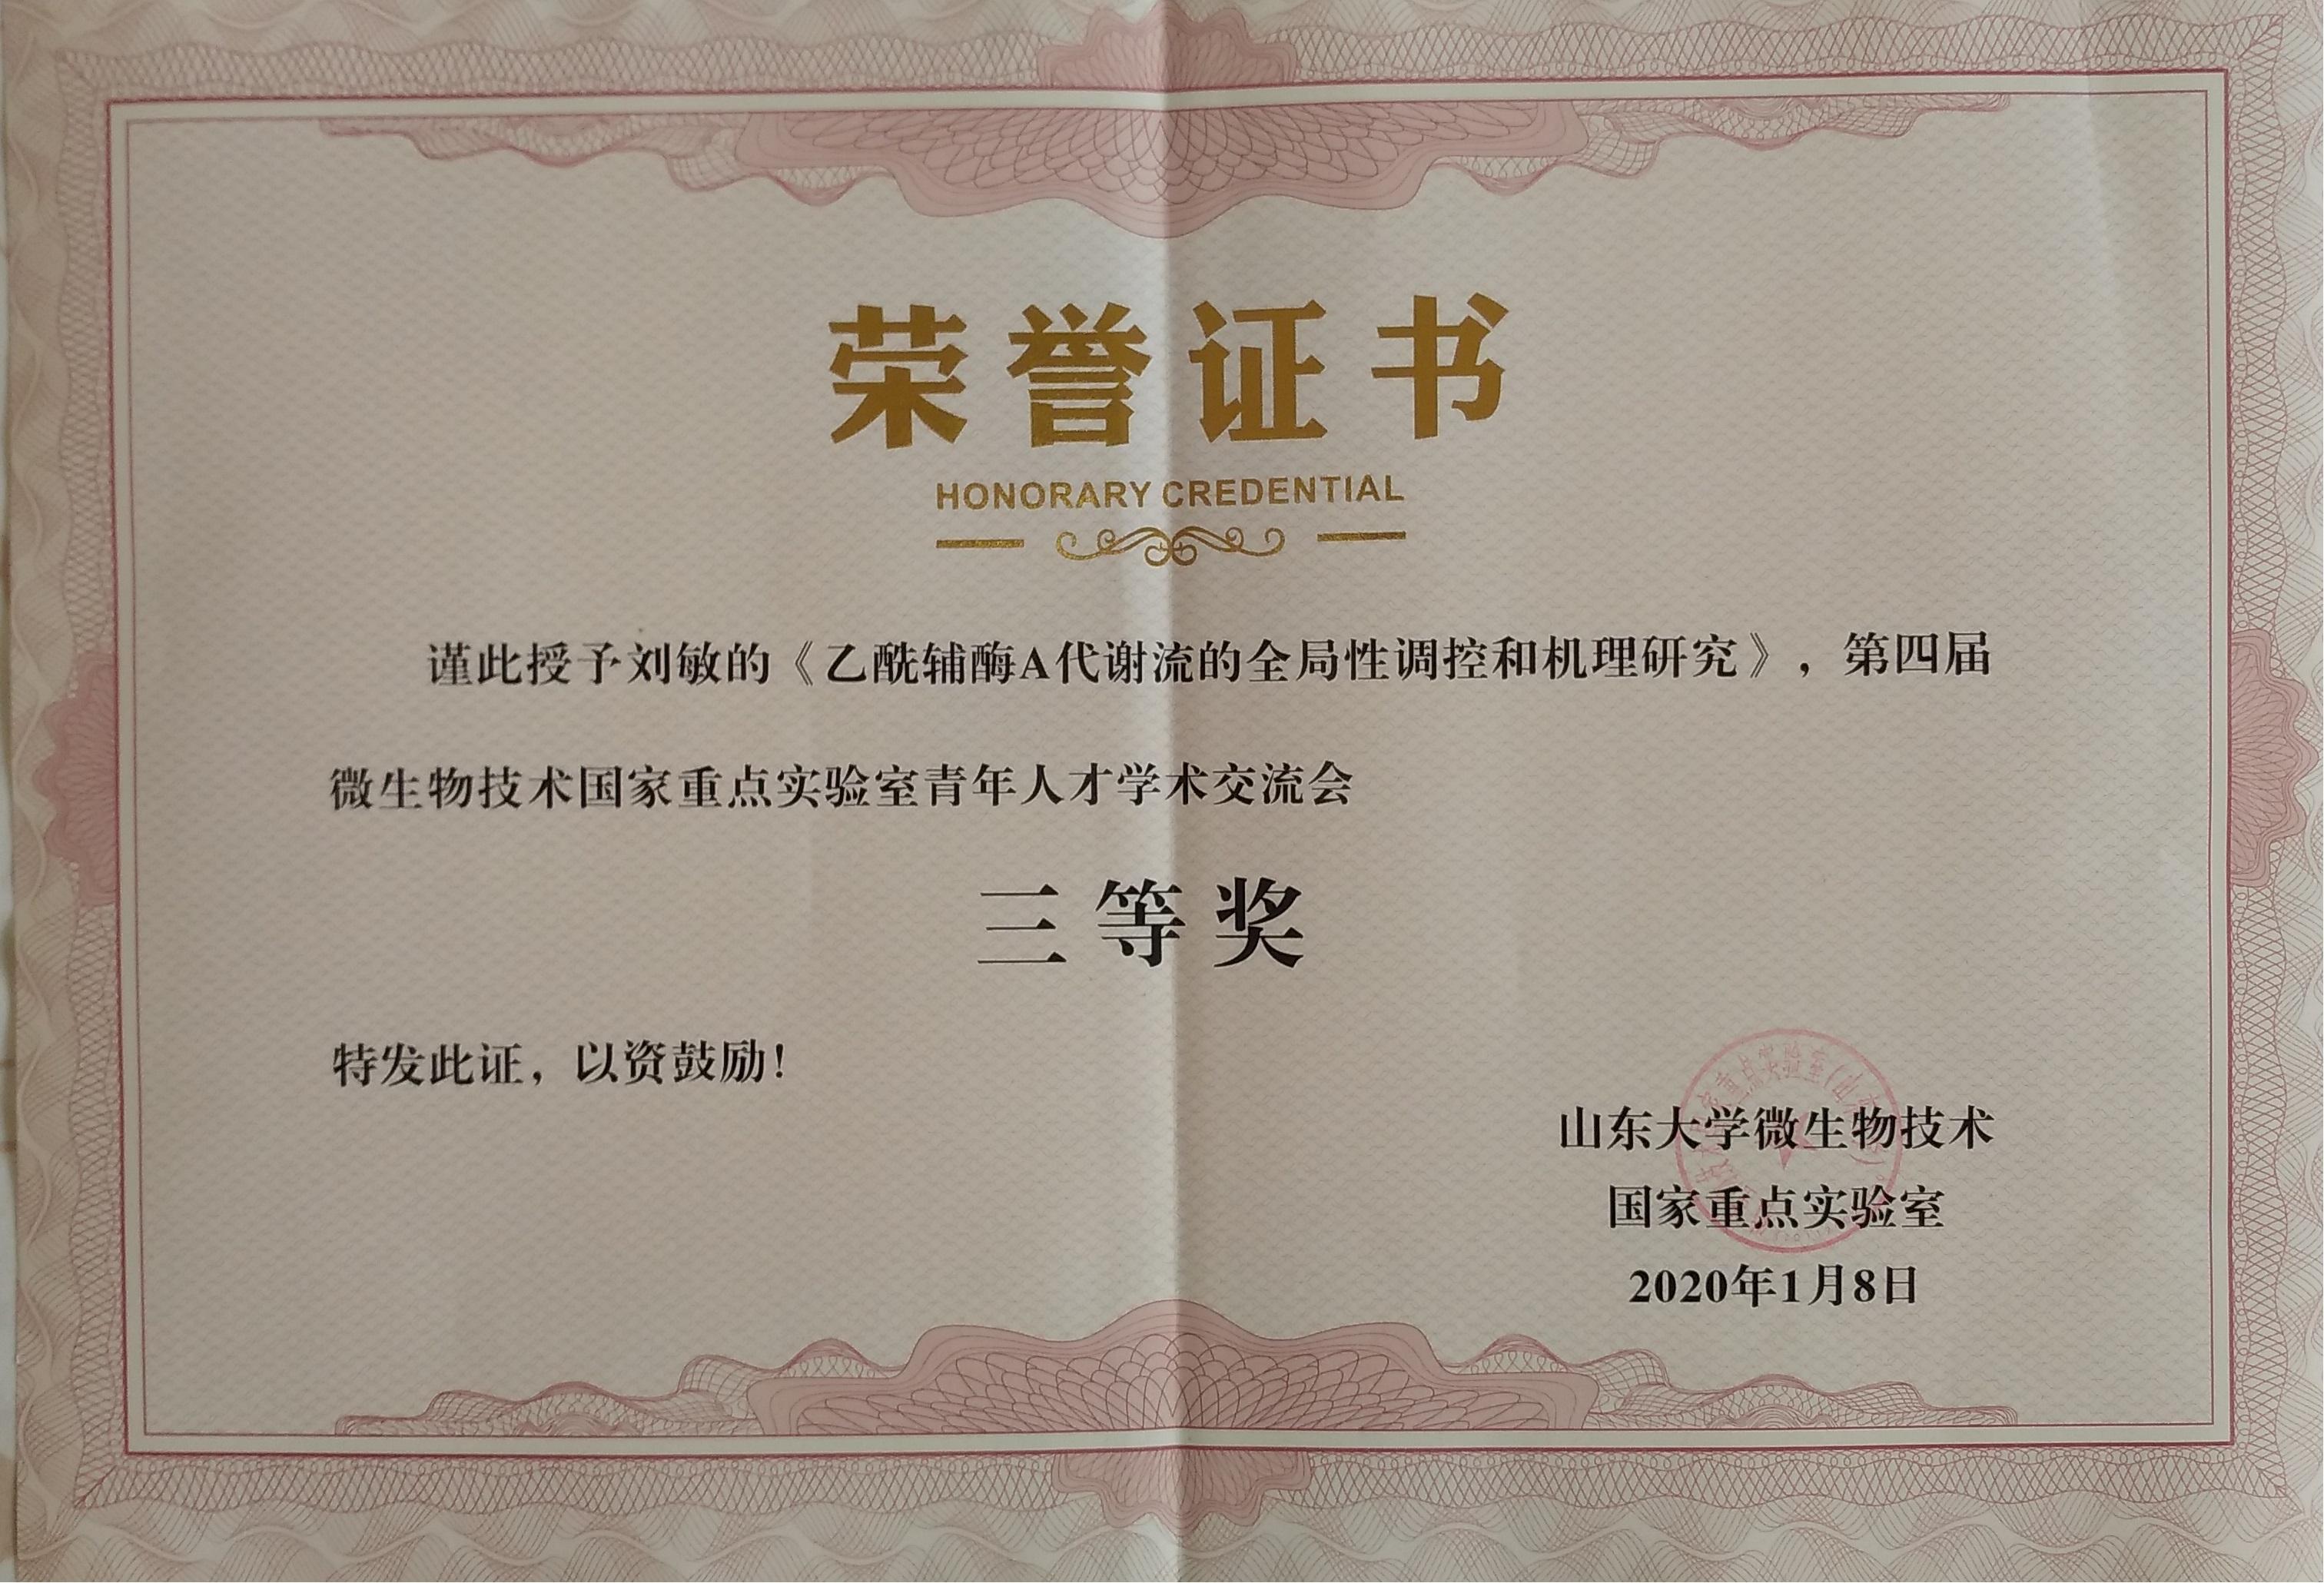 荣誉证书
HONORARY CREDENTIAL
谨此授予刘敏的《乙酰辅酶A代谢流的全局性调控和机理研究》，第四届
微生物技术国家重点实验室青年人才学术交流会
三等奖
特发此证，以资鼓励！
山东大学微生物技术
国家重点实验室
2020年1月8日